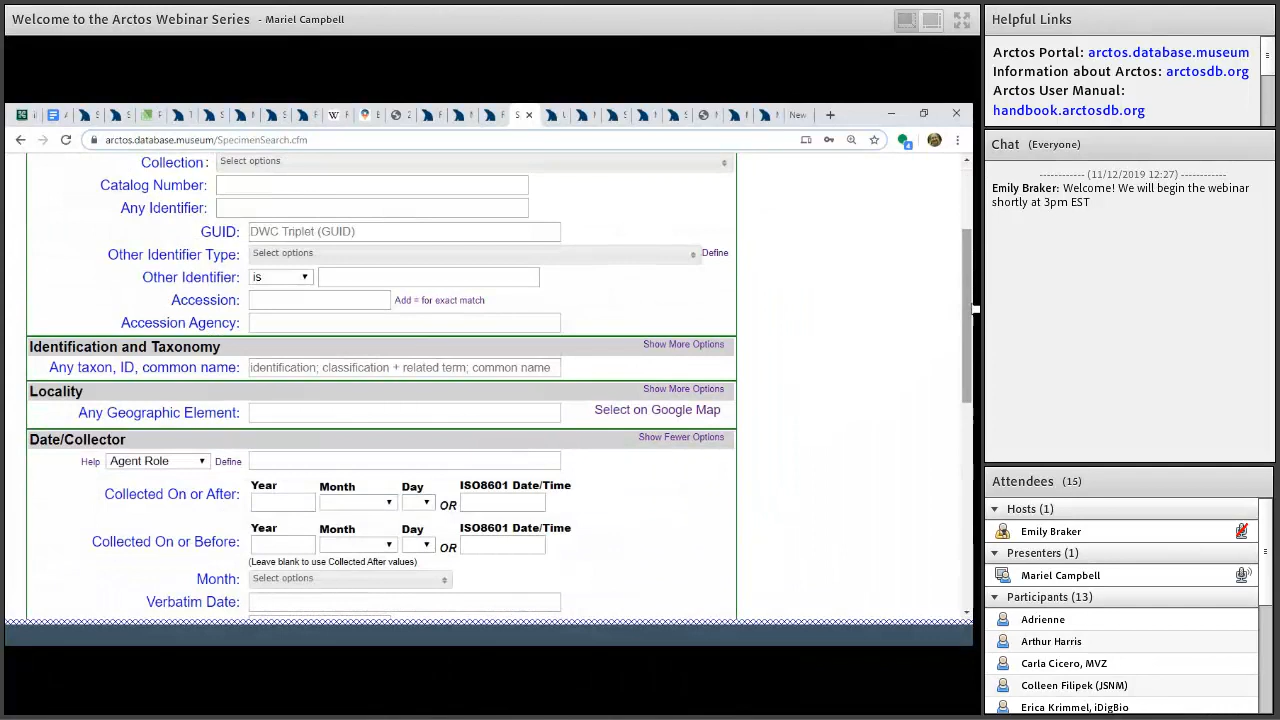 Welcome to the Arctos Webinar Series - Mariel Campbell
arctos.database.museum/SpecimenSearch.cfm
Collection: Select options
Catalog Number:
Any Identifier:
GUID: DWC Triplet (GUID)
Other Identifier Type: Select options Define
Other Identifier: is
Accession: Add = for exact match
Accession Agency:
Identification and Taxonomy Show More Options
Any taxon, ID, common name: identification; classification + related term; common name
Locality Show More Options
Any Geographic Element: Select on Google Map
Date/Collector Show Fewer Options
Help Agent Role Define
Year Month Day ISO8601 Date/Time
Collected On or After: OR
Year Month Day ISO8601 Date/Time
Collected On or Before: OR
(Leave blank to use Collected After values)
Month: Select options
Verbatim Date:
Helpful Links
Arctos Portal: arctos.database.museum
Information about Arctos: arctosdb.org
Arctos User Manual:
handbook.arctosdb.org
Chat (Everyone)
------------ (11/12/2019 12:27) ------------
Emily Braker: Welcome! We will begin the webinar
shortly at 3pm EST
Attendees (15)
Hosts (1)
Emily Braker
Presenters (1)
Mariel Campbell
Participants (13)
Adrienne
Arthur Harris
Carla Cicero, MVZ
Colleen Filipek (JSNM)
Erica Krimmel, iDigBio